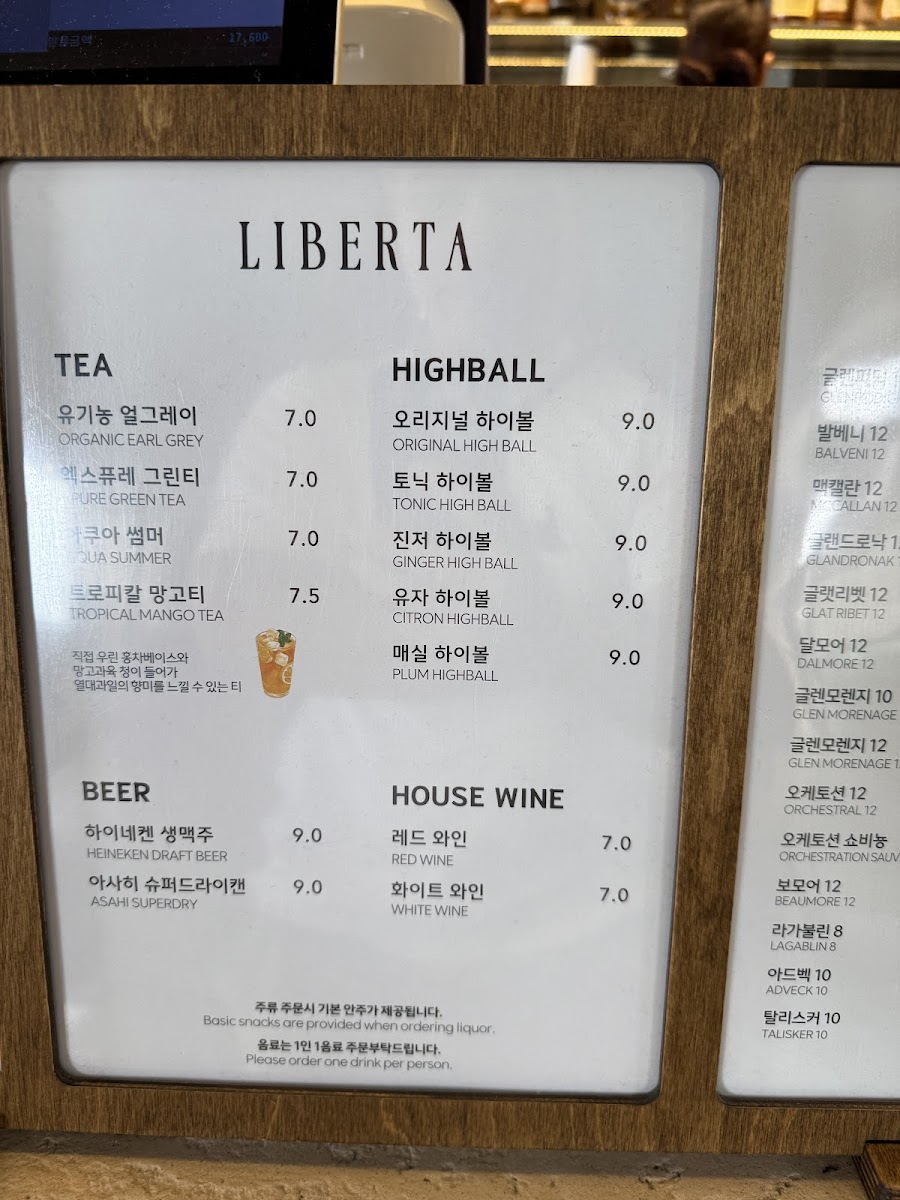 17,600
LIBERTA
TEA
유기농 얼그레이 7.0
ORGANIC EARL GREY
엑스퓨레 그린티 7.0
PURE GREEN TEA
아쿠아 썸머 7.0
AQUA SUMMER
트로피칼 망고티 7.5
TROPICAL MANGO TEA
직접 우린 홍차베이스와
망고과육 청이 들어가
열대과일의 향미를 느낄 수 있는 티
HIGHBALL
오리지널 하이볼 9.0
ORIGINAL HIGH BALL
토닉 하이볼 9.0
TONIC HIGH BALL
진저 하이볼 9.0
GINGER HIGH BALL
유자 하이볼 9.0
CITRON HIGHBALL
매실 하이볼 9.0
PLUM HIGHBALL
BEER
하이네켄 생맥주 9.0
HEINEKEN DRAFT BEER
아사히 슈퍼드라이캔 9.0
ASAHI SUPERDRY
HOUSE WINE
레드 와인 7.0
RED WINE
화이트 와인 7.0
WHITE WINE
주류 주문시 기본 안주가 제공됩니다.
Basic snacks are provided when ordering liquor.
음료는 1인 1음료 주문부탁드립니다.
Please order one drink per person.
글렌피딕
발베니 12
BALVENI 12
맥캘란 12
MCCALLAN 12
글랜드로낙
GLANDRONAK
글랫리벳 12
GLAT RIBET 12
달모어 12
DALMORE 12
글렌모렌지 10
GLEN MORENAGE
글렌모렌지 12
GLEN MORENAGE
오케토션 12
ORCHESTRAL 12
오케토션 쇼비뇽
ORCHESTRATION SAUV
보모어 12
BEAUMORE 12
라가불린 8
LAGABLIN 8
아드벡 10
ADVECK 10
탈리스커 10
TALISKER 10